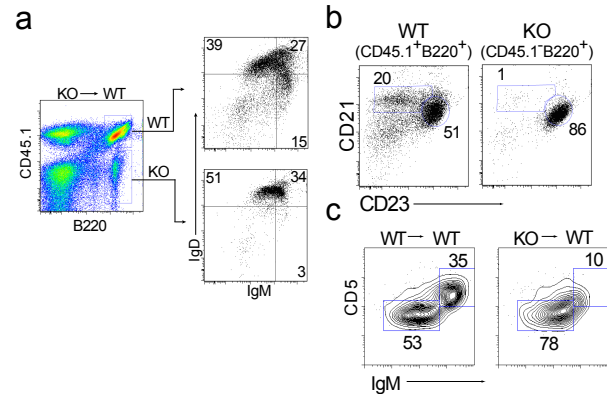 a
KO → WT
CD45.1
B220
WT
KO
39
27
15
51
34
3
IgD
IgM
b
WT
(CD45.1⁺B220⁺)
KO
(CD45.1⁻B220⁺)
20
51
1
86
CD21
CD23
c
WT → WT
KO → WT
35
53
10
78
CD5
IgM